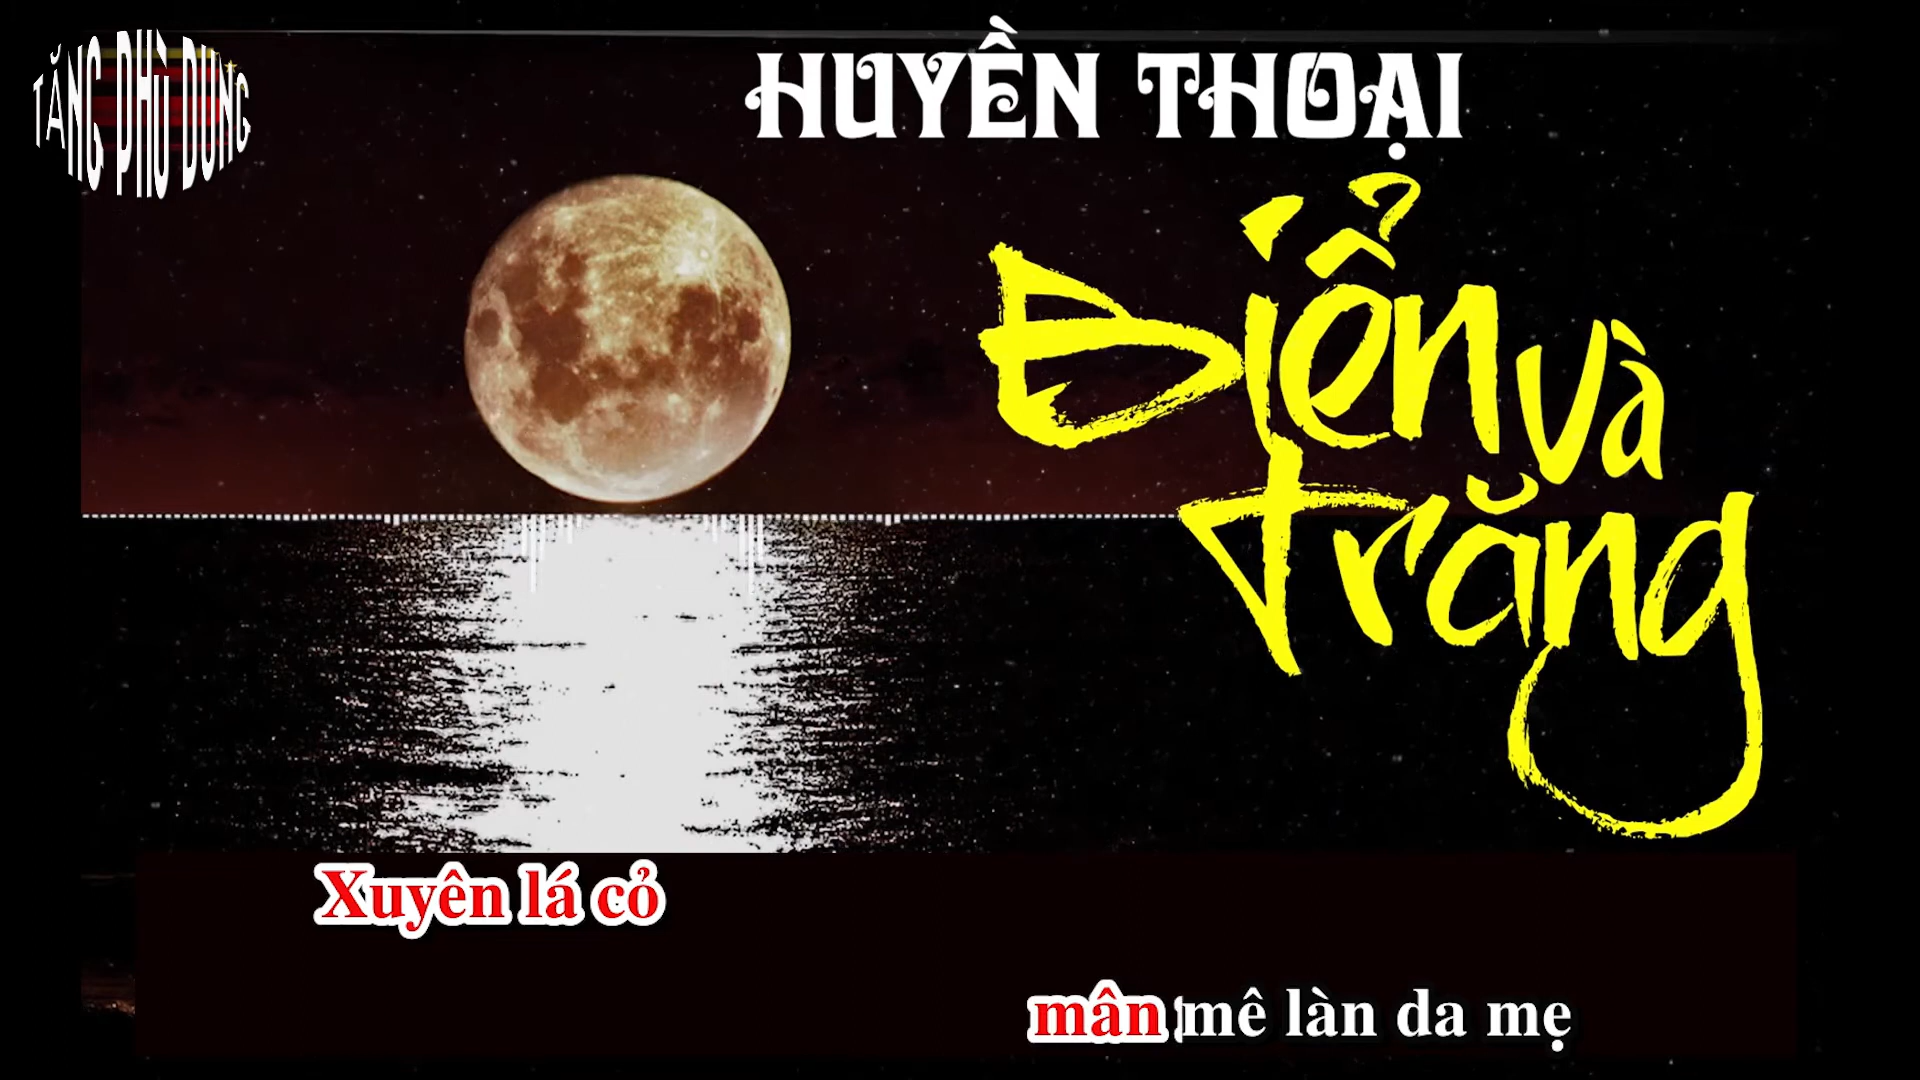 TĂNG PHÙ DUNG
HUYỀN THOẠI
Biển và
Trăng
Xuyên lá cỏ
mân mê làn da mẹ